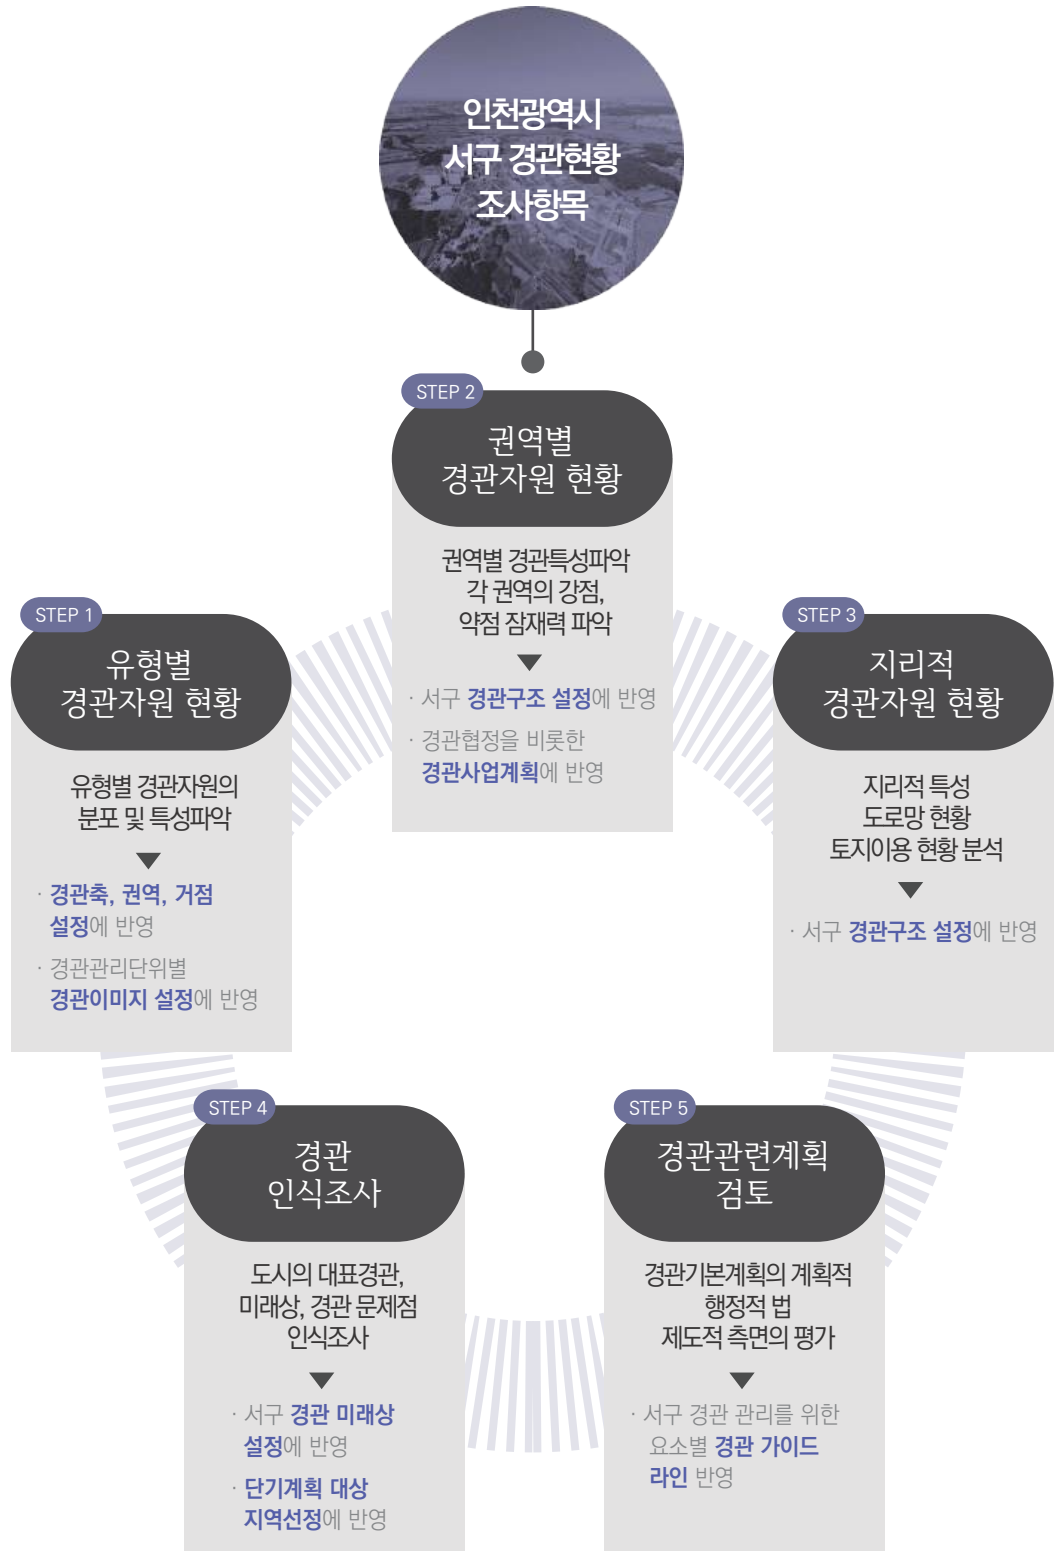 인천광역시
서구 경관현황
조사항목
STEP 1
유형별
경관자원 현황
유형별 경관자원의
분포 및 특성파악
· 경관축, 권역, 거점
설정에 반영
· 경관관리단위별
경관이미지 설정에 반영
STEP 2
권역별
경관자원 현황
권역별 경관특성파악
각 권역의 강점,
약점 잠재력 파악
· 서구 경관구조 설정에 반영
· 경관협정을 비롯한
경관사업계획에 반영
STEP 3
지리적
경관자원 현황
지리적 특성
도로망 현황
토지이용 현황 분석
· 서구 경관구조 설정에 반영
STEP 4
경관
인식조사
도시의 대표경관,
미래상, 경관 문제점
인식조사
· 서구 경관 미래상
설정에 반영
· 단기계획 대상
지역선정에 반영
STEP 5
경관관련계획
검토
경관기본계획의 계획적
행정적 법
제도적 측면의 평가
· 서구 경관 관리를 위한
요소별 경관 가이드
라인 반영